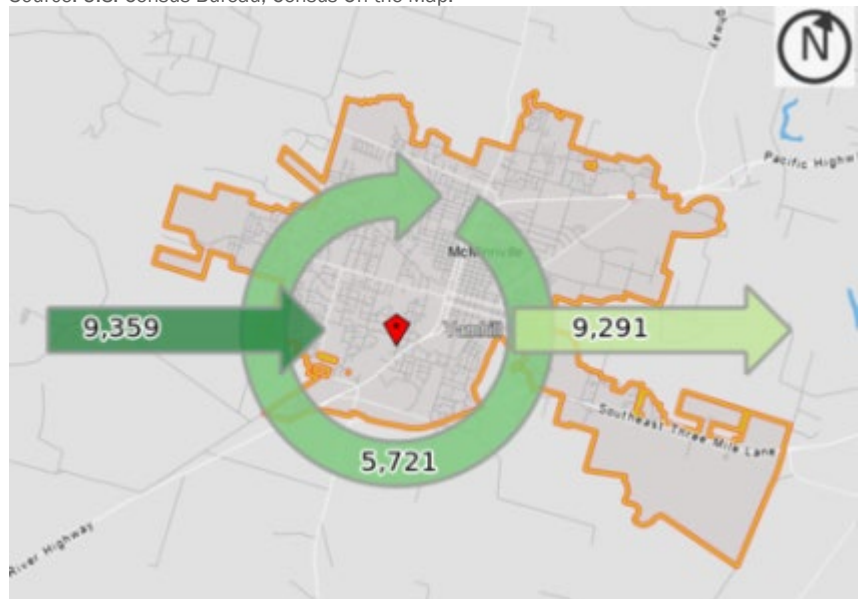 Source: U.S. Census Bureau, Census On the Map.
N
Pacific Highw
McMinnville
9,359
Yamhill
9,291
Southeast Three Mile Lane
5,721
River Highway